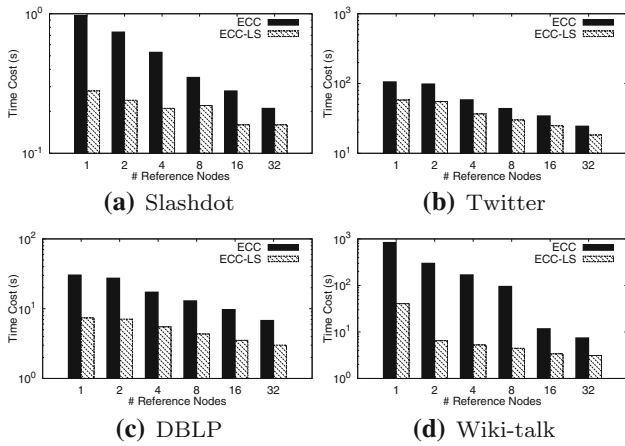 10^0
Time Cost (s)
10^-1
ECC
ECC-LS
1 2 4 8 16 32
# Reference Nodes
(a) Slashdot
10^3
Time Cost (s)
10^2
10^1
ECC
ECC-LS
1 2 4 8 16 32
# Reference Nodes
(b) Twitter
10^2
Time Cost (s)
10^1
10^0
ECC
ECC-LS
1 2 4 8 16 32
# Reference Nodes
(c) DBLP
10^3
Time Cost (s)
10^2
10^1
10^0
ECC
ECC-LS
1 2 4 8 16 32
# Reference Nodes
(d) Wiki-talk